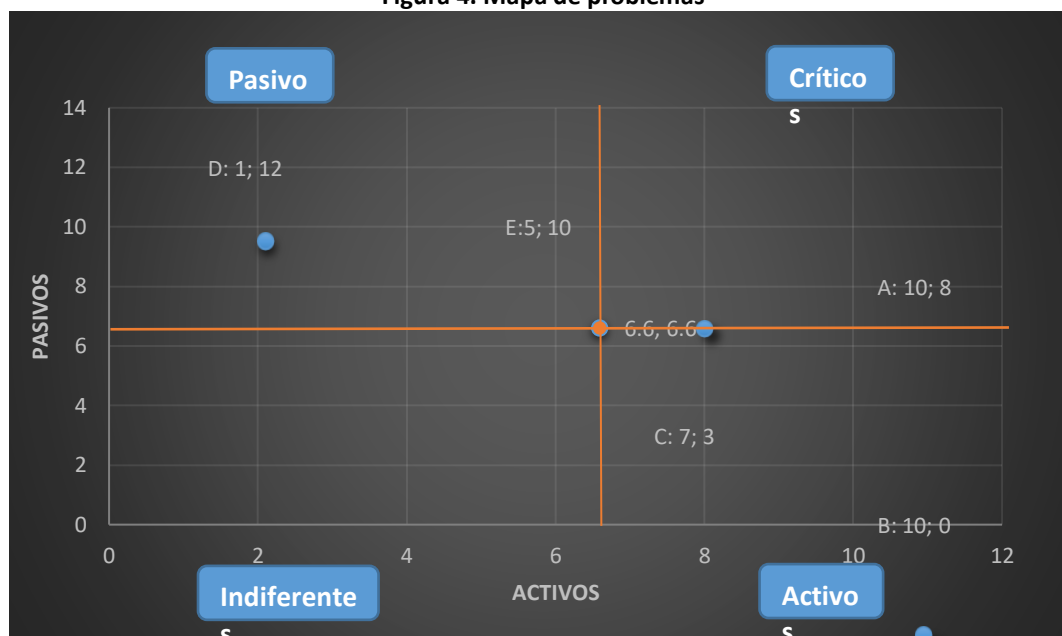 Figura 4. Mapa de problemas
Pasivo
Crítico
s
14
12
10
8
6
4
2
0
D: 1; 12
E:5; 10
A: 10; 8
6.6, 6.6
C: 7; 3
B: 10; 0
PASIVOS
0 2 4 6 8 10 12
ACTIVOS
Indiferente
s
Activo
s